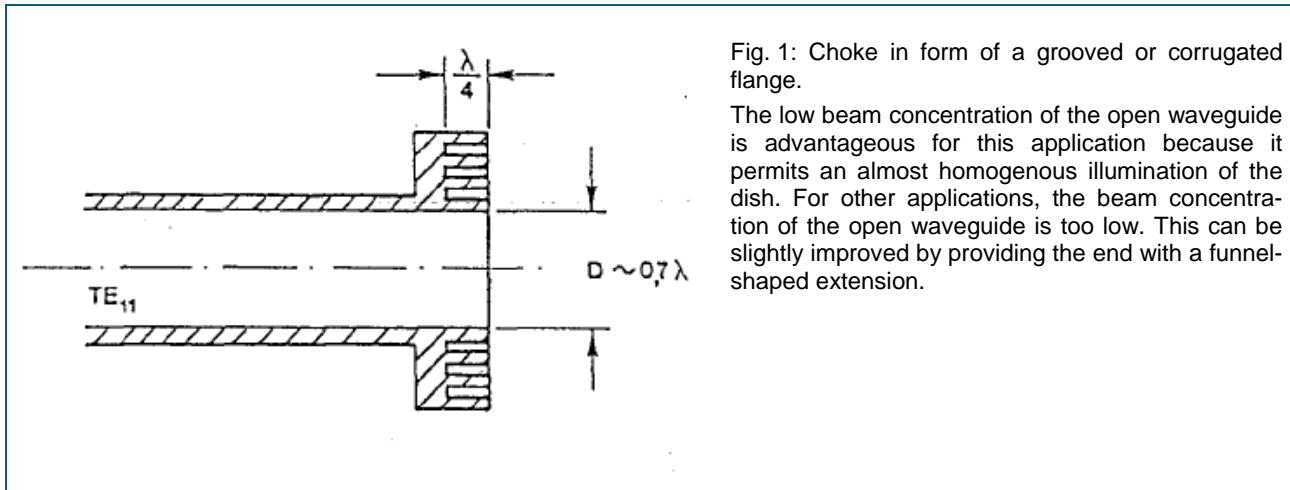 λ
4
D ~ 0,7 λ
TE11
Fig. 1: Choke in form of a grooved or corrugated
flange.
The low beam concentration of the open waveguide
is advantageous for this application because it
permits an almost homogenous illumination of the
dish. For other applications, the beam concentra-
tion of the open waveguide is too low. This can be
slightly improved by providing the end with a funnel-
shaped extension.